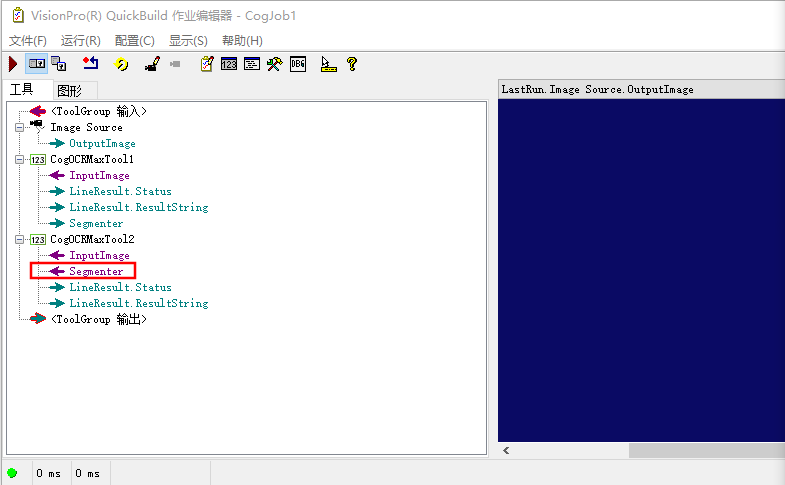 VisionPro(R) QuickBuild 作业编辑器 - CogJob1
文件(F) 运行(R) 配置(C) 显示(S) 帮助(H)
123 DBG ?
工具 图形
LastRun.Image Source.OutputImage
<ToolGroup 输入>
Image Source
OutputImage
123 CogOCRMaxTool1
InputImage
LineResult.Status
LineResult.ResultString
Segmenter
123 CogOCRMaxTool2
InputImage
Segmenter
LineResult.Status
LineResult.ResultString
<ToolGroup 输出>
0 ms 0 ms